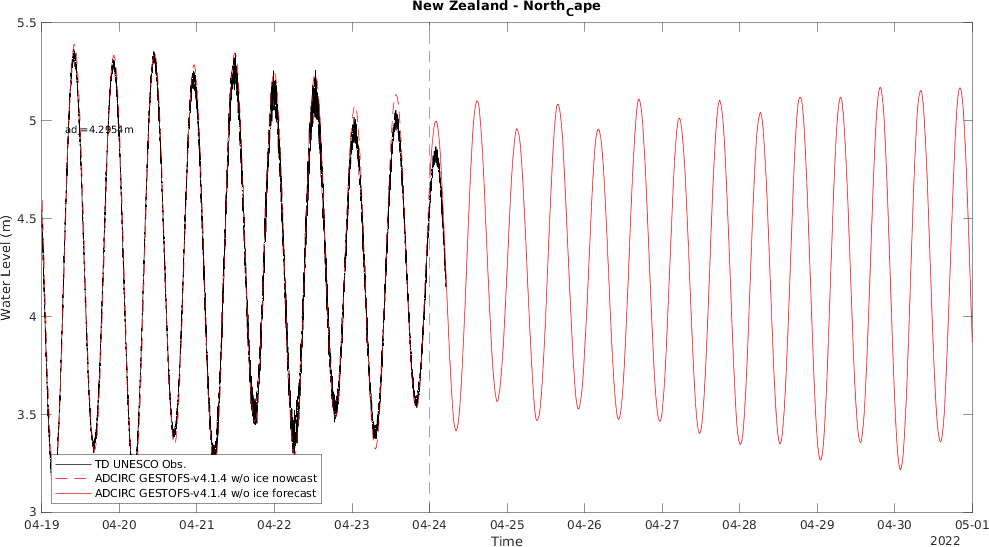 New Zealand - NorthCape
5.5
5
4.5
4
3.5
3
Water Level (m)
ad =4.2954m
TD UNESCO Obs.
ADCIRC GESTOFS-v4.1.4 w/o ice nowcast
ADCIRC GESTOFS-v4.1.4 w/o ice forecast
04-19 04-20 04-21 04-22 04-23 04-24 04-25 04-26 04-27 04-28 04-29 04-30 05-01
Time
2022